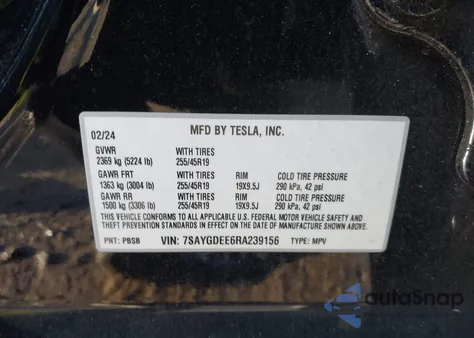 02/24 MFD BY TESLA, INC.
GVWR WITH TIRES
2369 kg (5224 lb) 255/45R19
GAWR FRT WITH TIRES RIM COLD TIRE PRESSURE
1363 kg (3004 lb) 255/45R19 19X9.5J 290 kPa, 42 psi
GAWR RR WITH TIRES RIM COLD TIRE PRESSURE
1500 kg (3306 lb) 255/45R19 19X9.5J 290 kPa, 42 psi
THIS VEHICLE CONFORMS TO ALL APPLICABLE U.S. FEDERAL MOTOR VEHICLE SAFETY AND
THEFT PREVENTION STANDARDS IN EFFECT ON THE DATE OF MANUFACTURE SHOWN ABOVE.
PNT: PBSB VIN: 7SAYGDEE6RA239156 TYPE: MPV
autoSnap